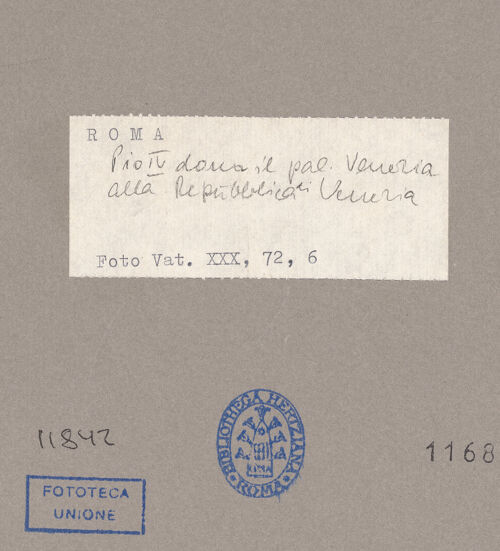 ROMA
Pio IV dona il pal. Venezia
alla Repubblica di Venezia
Foto Vat. XXX, 72, 6
11842
BIBLIOTHECA HERTZIANA · ROMA ·
1168
FOTOTECA
UNIONE